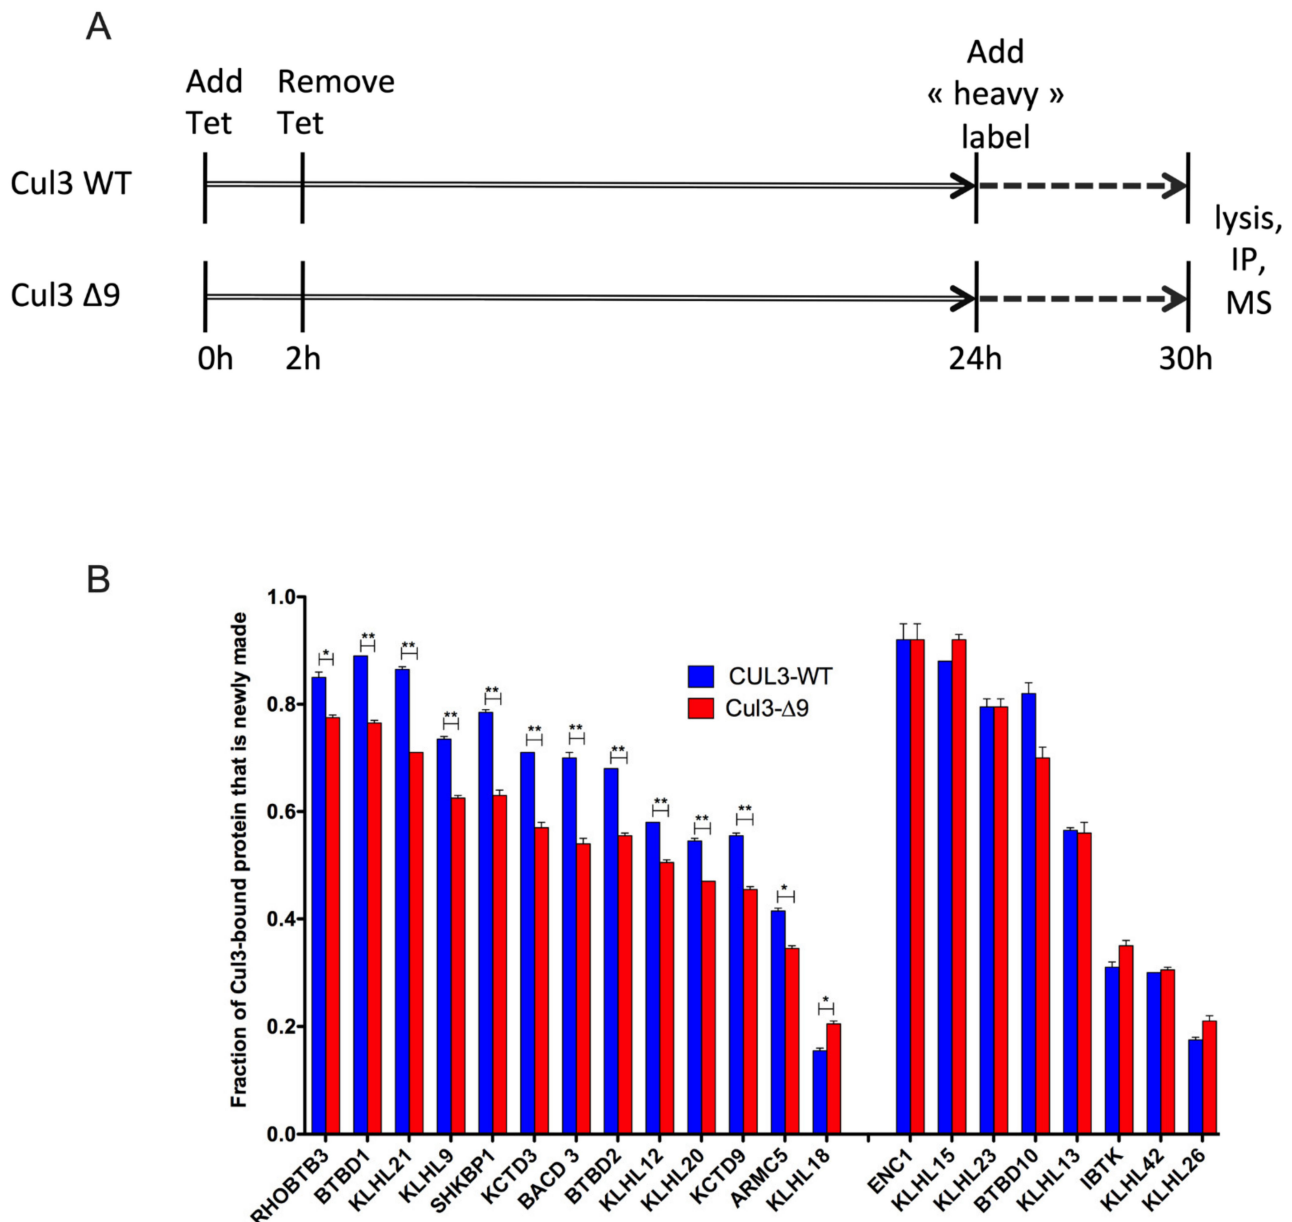 A
Add
Tet
Remove
Tet
Add
« heavy »
label
Cul3 WT
Cul3 Δ9
lysis,
IP,
MS
0h
2h
24h
30h
B
Fraction of Cul3-bound protein that is newly made
1.0
0.8
0.6
0.4
0.2
0.0
*
**
**
**
**
**
**
**
**
**
**
*
*
CUL3-WT
Cul3-Δ9
RHOBTB3
BTBD1
KLHL21
KLHL9
SHKBP1
KCTD3
BACD 3
BTBD2
KLHL12
KLHL20
KCTD9
ARMC5
KLHL18
ENC1
KLHL15
KLHL23
BTBD10
KLHL13
IBTK
KLHL42
KLHL26